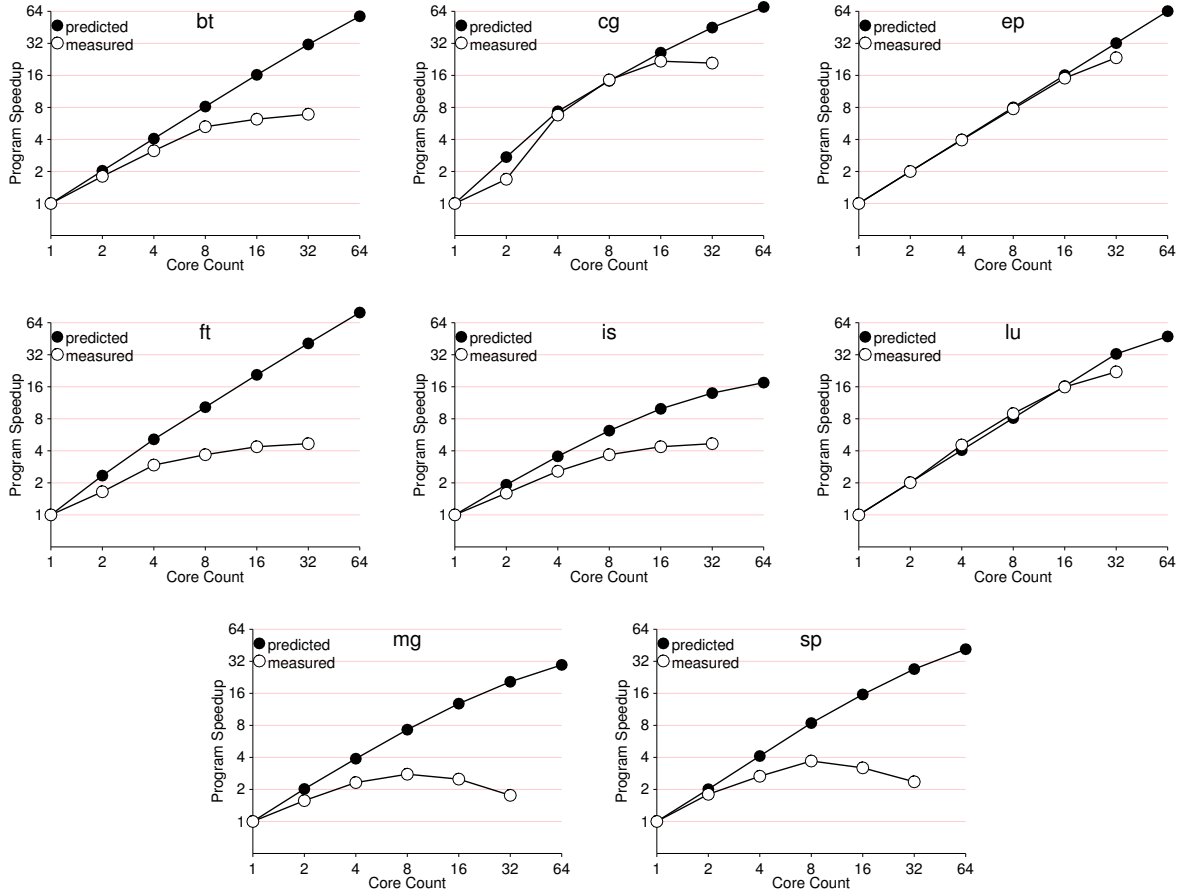 bt
predicted
measured
64
32
16
8
4
2
1
Program Speedup
1 2 4 8 16 32 64
Core Count
cg
predicted
measured
64
32
16
8
4
2
1
Program Speedup
1 2 4 8 16 32 64
Core Count
ep
predicted
measured
64
32
16
8
4
2
1
Program Speedup
1 2 4 8 16 32 64
Core Count
ft
predicted
measured
64
32
16
8
4
2
1
Program Speedup
1 2 4 8 16 32 64
Core Count
is
predicted
measured
64
32
16
8
4
2
1
Program Speedup
1 2 4 8 16 32 64
Core Count
lu
predicted
measured
64
32
16
8
4
2
1
Program Speedup
1 2 4 8 16 32 64
Core Count
mg
predicted
measured
64
32
16
8
4
2
1
Program Speedup
1 2 4 8 16 32 64
Core Count
sp
predicted
measured
64
32
16
8
4
2
1
Program Speedup
1 2 4 8 16 32 64
Core Count